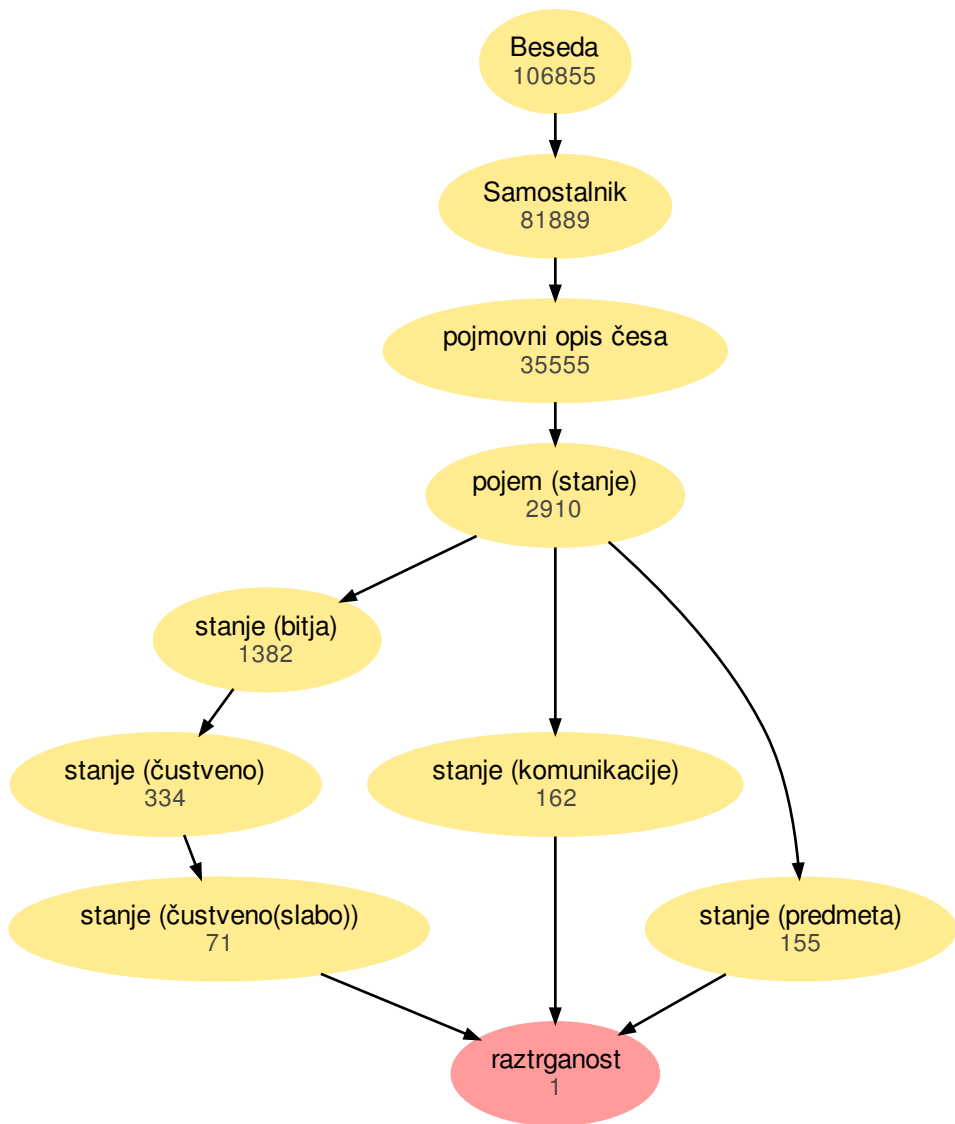 Beseda
106855
Samostalnik
81889
pojmovni opis česa
35555
pojem (stanje)
2910
stanje (bitja)
1382
stanje (čustveno)
334
stanje (komunikacije)
162
stanje (čustveno(slabo))
71
stanje (predmeta)
155
raztrganost
1